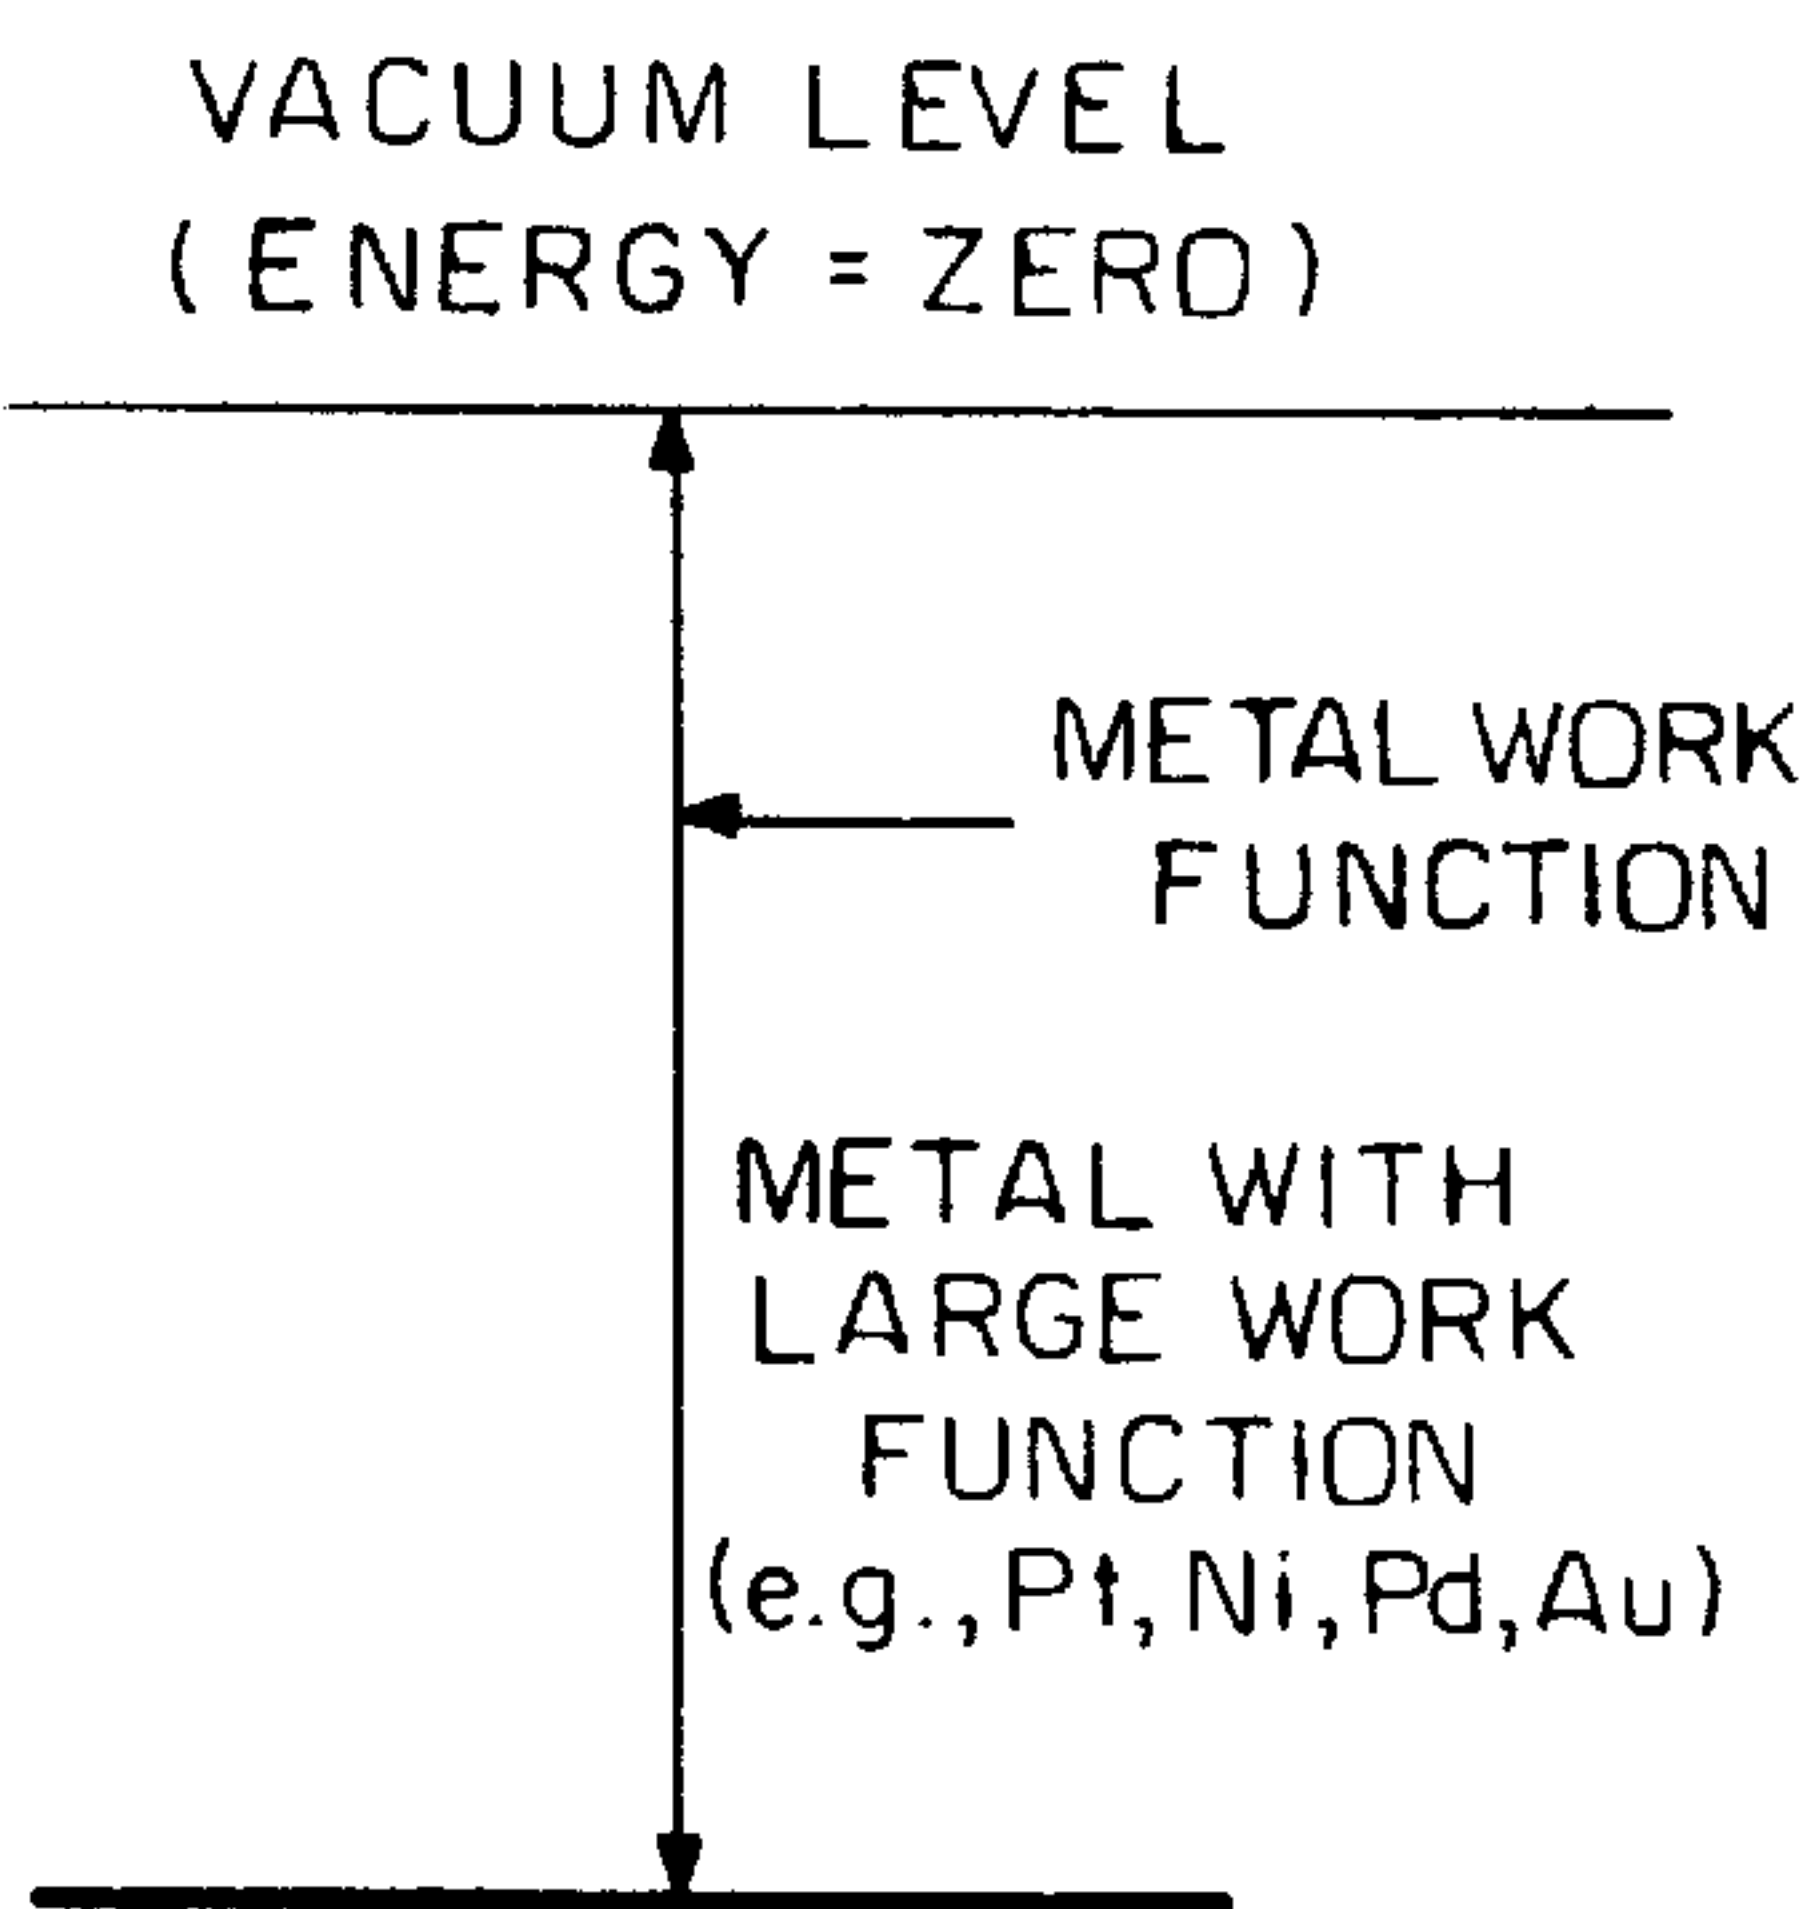 VACUUM LEVEL
(ENERGY = ZERO)
METAL WORK
FUNCTION
METAL WITH
LARGE WORK
FUNCTION
(e.g.,Pt,Ni,Pd,Au)